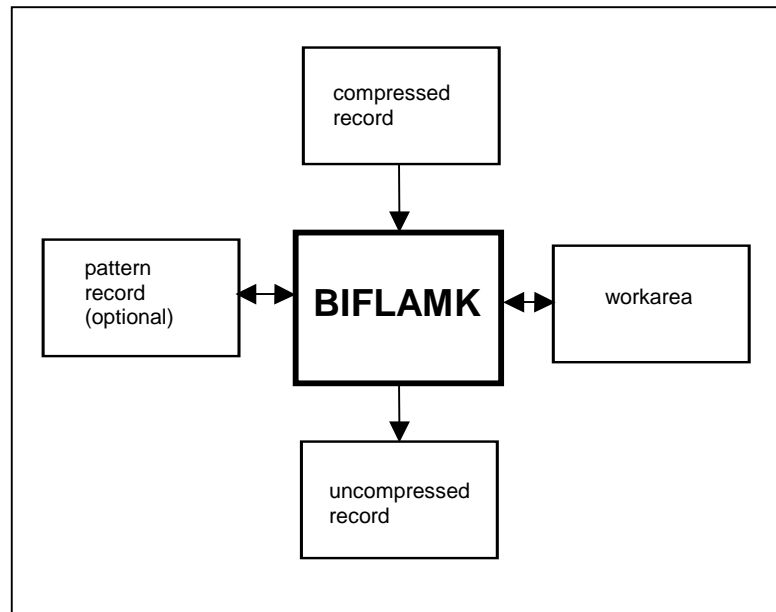 compressed
record
pattern
record
(optional)
BIFLAMK
workarea
uncompressed
record